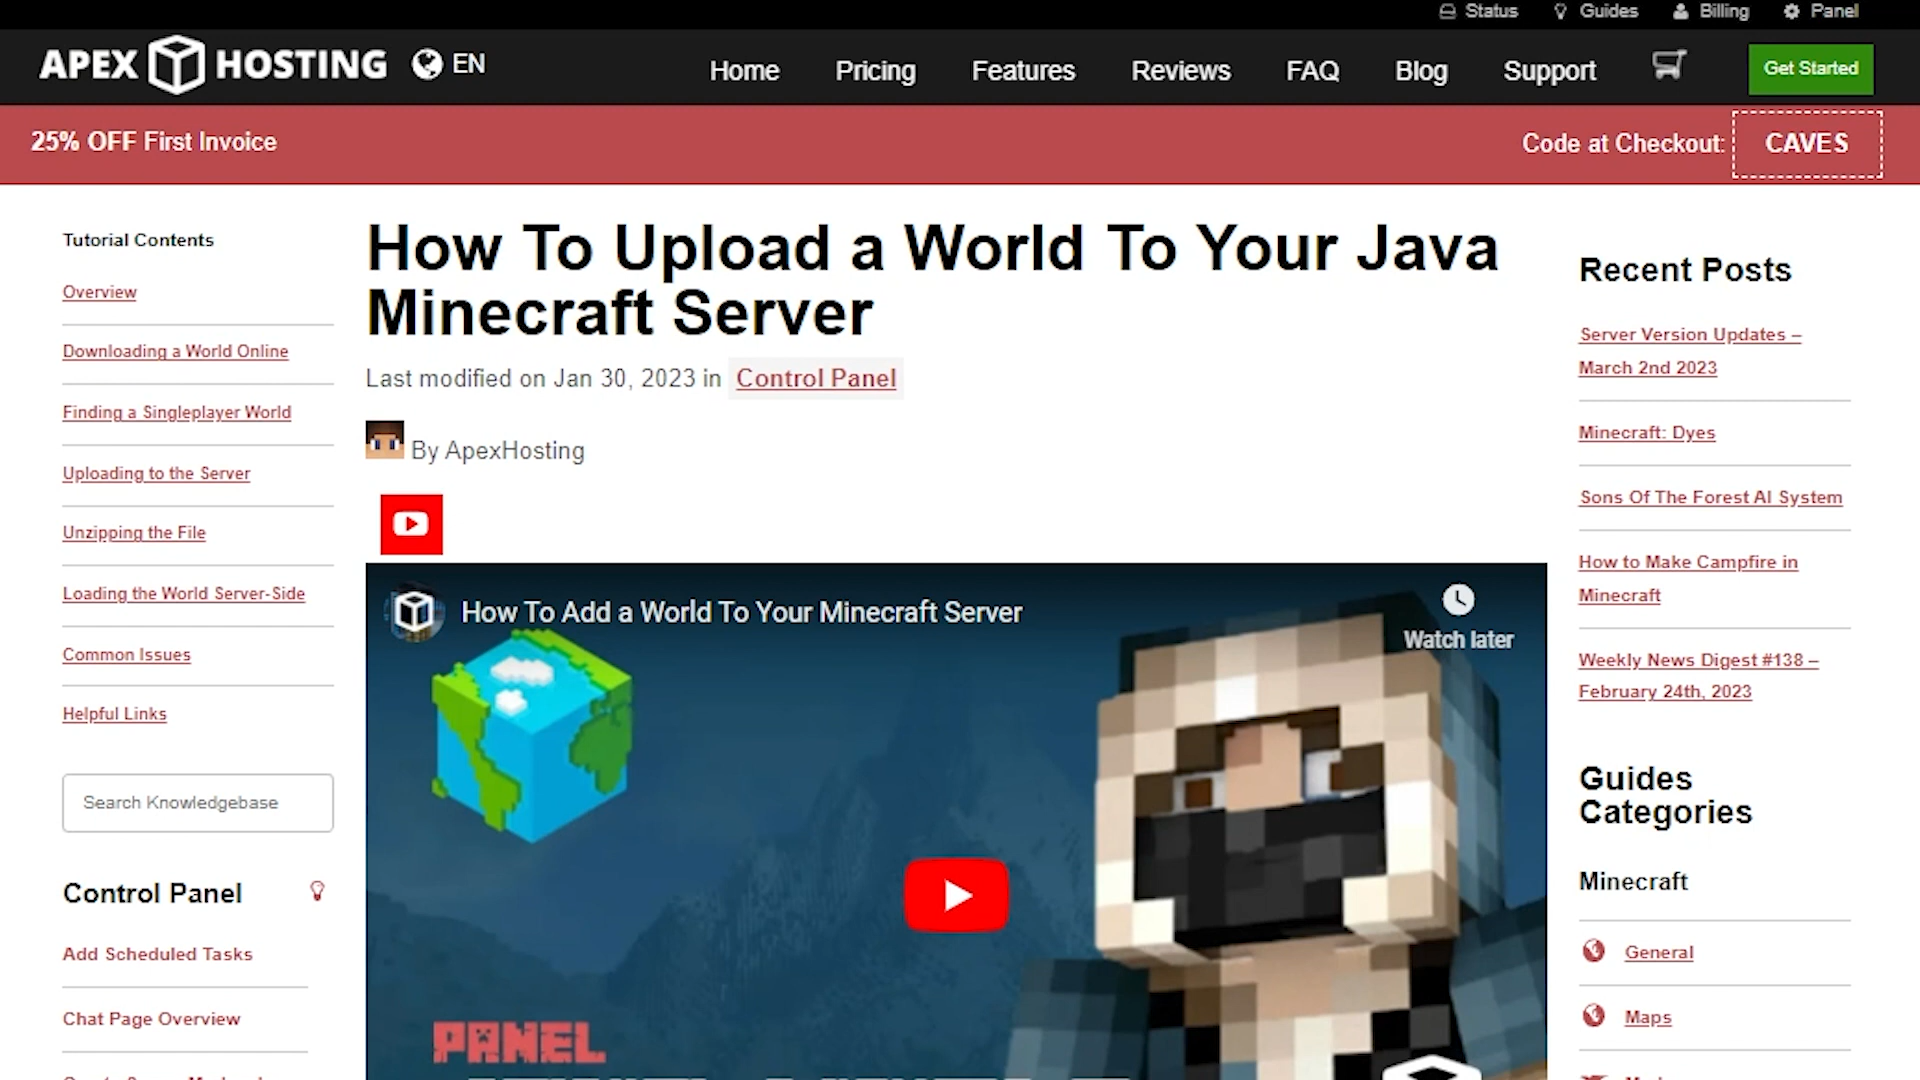 Status Guides Billing Panel
APEX HOSTING EN
Home Pricing Features Reviews FAQ Blog Support Get Started
25% OFF First Invoice
Code at Checkout: CAVES
Tutorial Contents
Overview
Downloading a World Online
Finding a Singleplayer World
Uploading to the Server
Unzipping the File
Loading the World Server-Side
Common Issues
Helpful Links
Search Knowledgebase
Control Panel
Add Scheduled Tasks
Chat Page Overview
How To Upload a World To Your Java
Minecraft Server
Last modified on Jan 30, 2023 in Control Panel
By ApexHosting
How To Add a World To Your Minecraft Server
Watch later
PANEL
Recent Posts
Server Version Updates –
March 2nd 2023
Minecraft: Dyes
Sons Of The Forest AI System
How to Make Campfire in
Minecraft
Weekly News Digest #138 –
February 24th, 2023
Guides
Categories
Minecraft
General
Maps